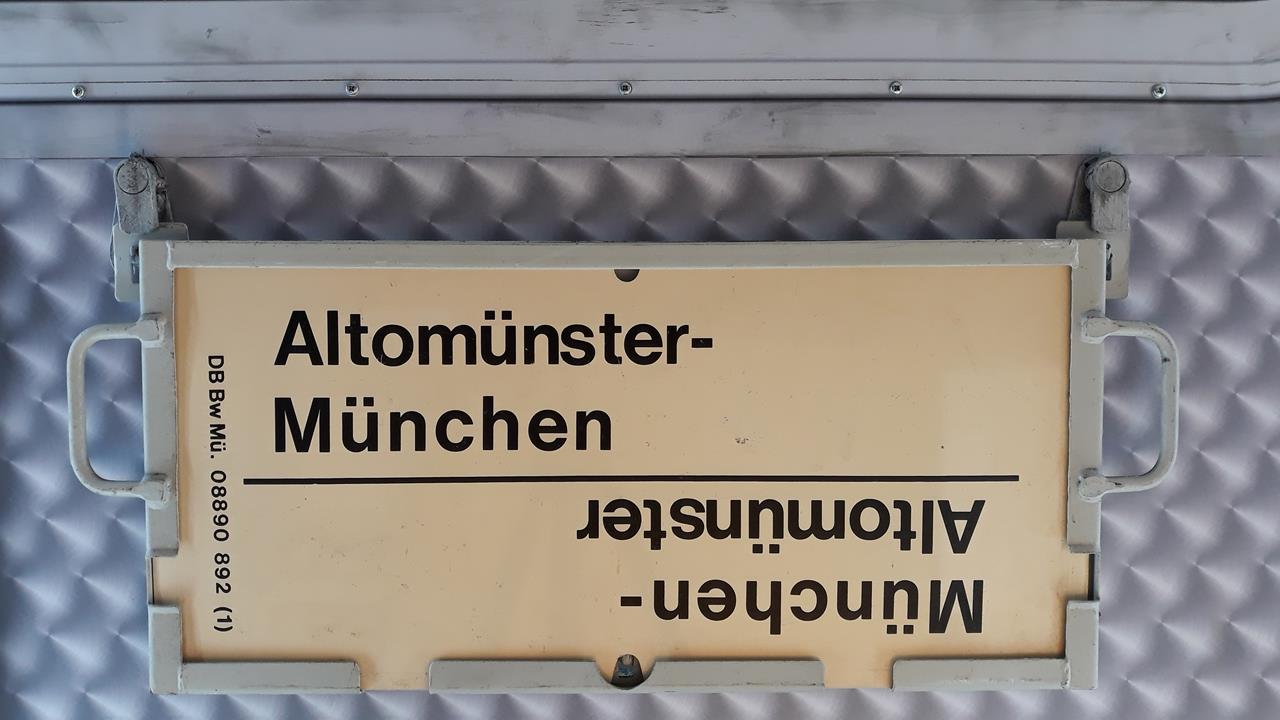 Altomünster-
München
München-
Altomünster
DB Bw Mü. 08890 892 (1)